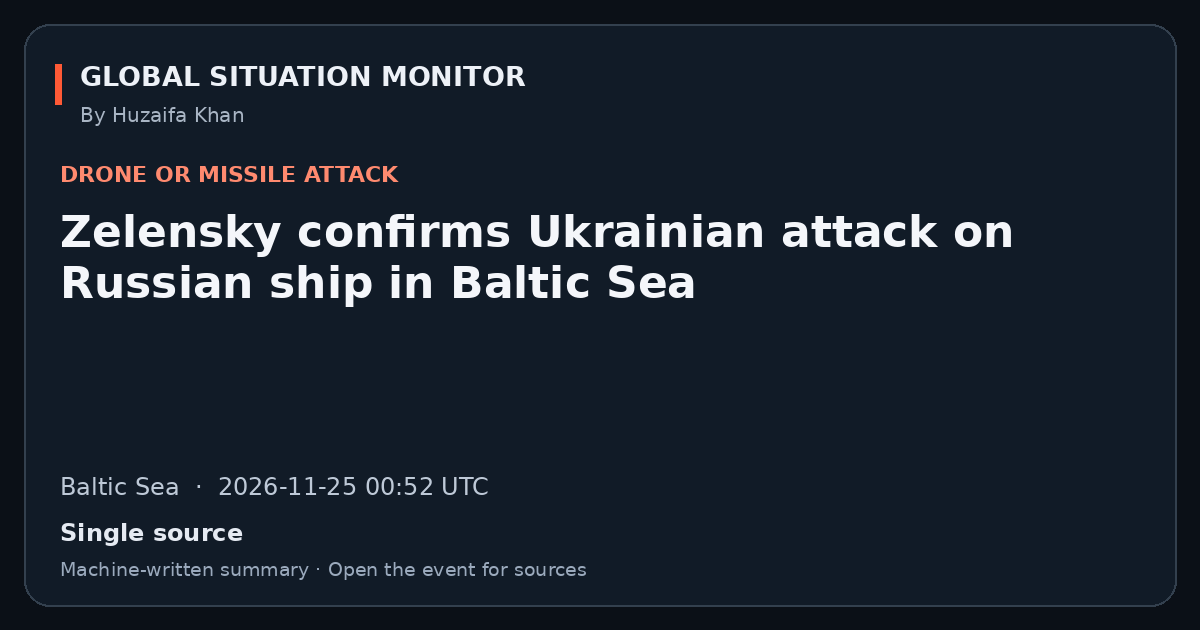 GLOBAL SITUATION MONITOR
By Huzaifa Khan
DRONE OR MISSILE ATTACK
Zelensky confirms Ukrainian attack on
Russian ship in Baltic Sea
Baltic Sea · 2026-11-25 00:52 UTC
Single source
Machine-written summary · Open the event for sources